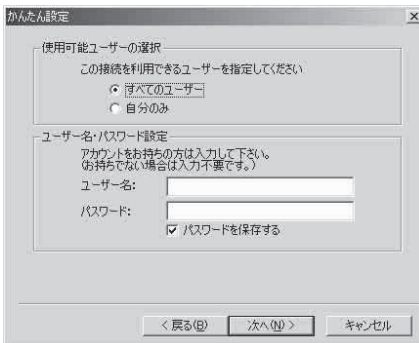 かんたん設定
使用可能ユーザーの選択
この接続を利用できるユーザーを指定してください
すべてのユーザー
自分のみ
ユーザー名・パスワード設定
アカウントをお持ちの方は入力して下さい。
(お持ちでない場合は入力不要です。)
ユーザー名:
パスワード:
パスワードを保存する
< 戻る(B) 次へ(N) > キャンセル